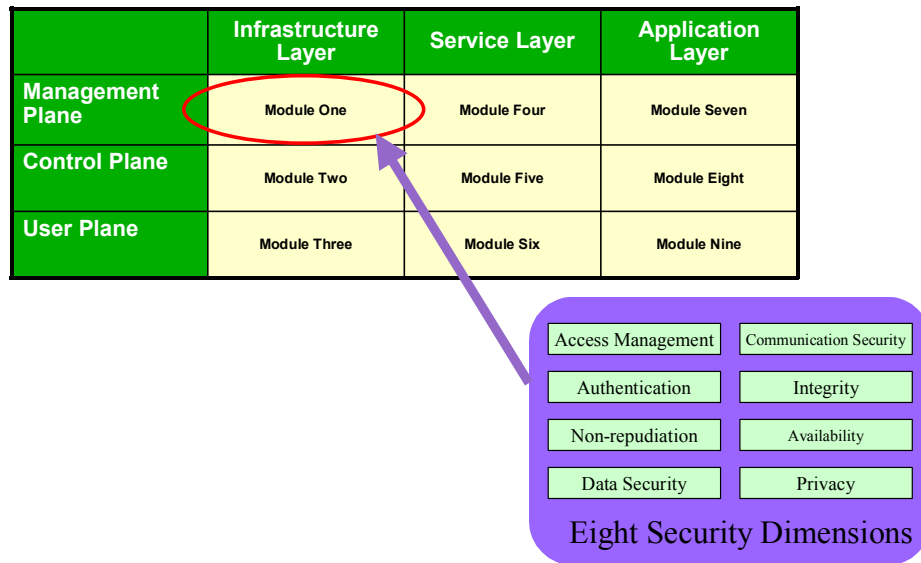 Infrastructure
Layer
Service Layer
Application
Layer
Management
Plane
Module One
Module Four
Module Seven
Control Plane
Module Two
Module Five
Module Eight
User Plane
Module Three
Module Six
Module Nine
Access Management
Communication Security
Authentication
Integrity
Non-repudiation
Availability
Data Security
Privacy
Eight Security Dimensions